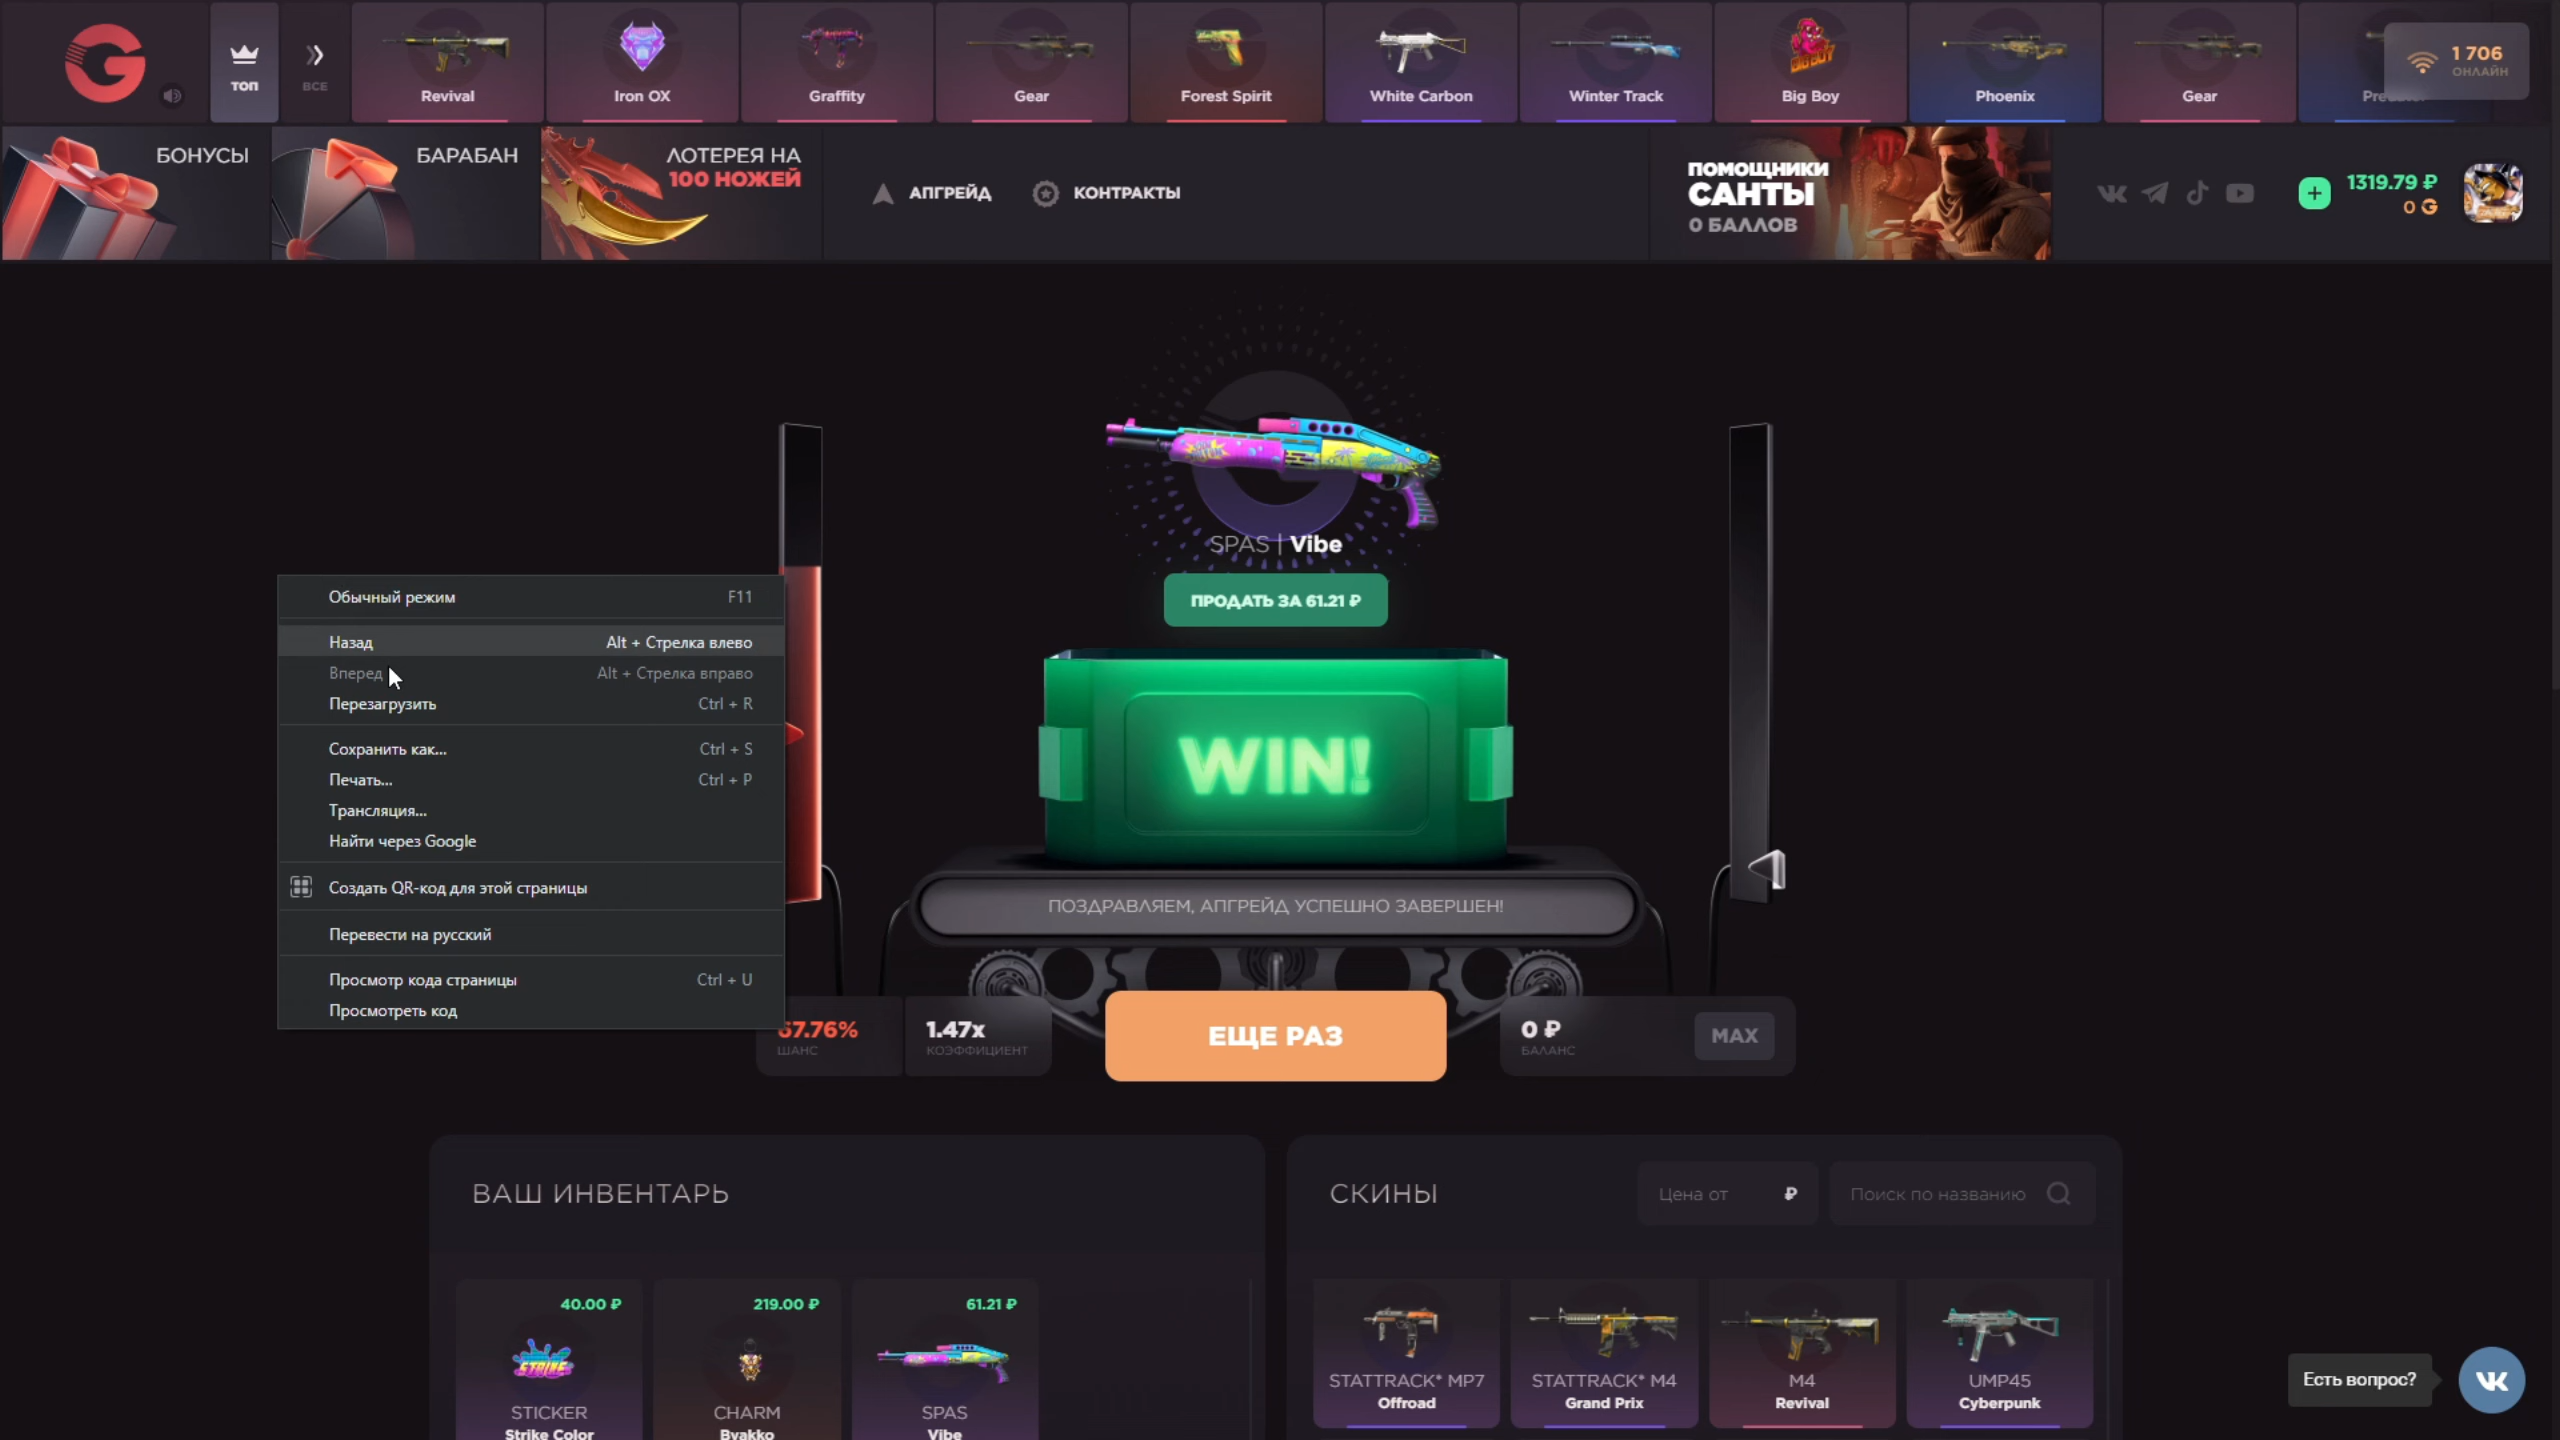 ТОП
ВСЕ
Revival
Iron OX
Graffity
Gear
Forest Spirit
White Carbon
Winter Track
Big Boy
Phoenix
Gear
1 706
ОНЛАЙН
БОНУСЫ
БАРАБАН
ЛОТЕРЕЯ НА
100 НОЖЕЙ
АПГРЕЙД
КОНТРАКТЫ
ПОМОЩНИКИ
САНТЫ
0 БАЛЛОВ
1319.79 ₽
0 G
SPAS | Vibe
ПРОДАТЬ ЗА 61.21 ₽
WIN!
ПОЗДРАВЛЯЕМ, АПГРЕЙД УСПЕШНО ЗАВЕРШЕН!
Обычный режим F11
Назад Alt + Стрелка влево
Вперед Alt + Стрелка вправо
Перезагрузить Ctrl + R
Сохранить как... Ctrl + S
Печать... Ctrl + P
Трансляция...
Найти через Google
Создать QR-код для этой страницы
Перевести на русский
Просмотр кода страницы Ctrl + U
Просмотреть код
67.76%
ШАНС
1.47x
КОЭФФИЦИЕНТ
ЕЩЕ РАЗ
0 ₽
БАЛАНС
MAX
ВАШ ИНВЕНТАРЬ
40.00 ₽
STICKER
Strike Color
219.00 ₽
CHARM
Byakko
61.21 ₽
SPAS
Vibe
СКИНЫ
Цена от ₽
Поиск по названию
STATTRACK* MP7
Offroad
STATTRACK* M4
Grand Prix
M4
Revival
UMP45
Cyberpunk
Есть вопрос?